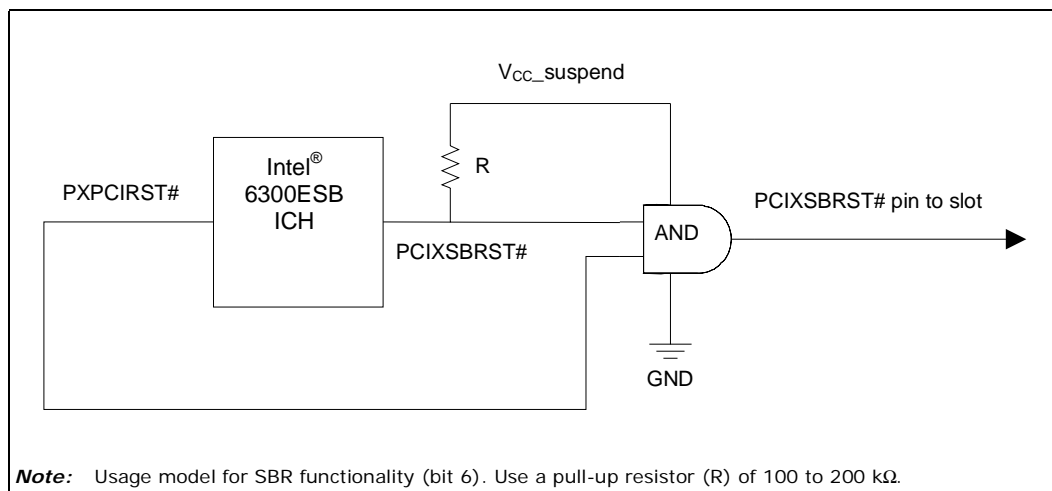 V_CC_suspend
Intel®
6300ESB
ICH
R
PXPCIRST#
PCIXSBRST#
AND
PCIXSBRST# pin to slot
GND
Note: Usage model for SBR functionality (bit 6). Use a pull-up resistor (R) of 100 to 200 kΩ.